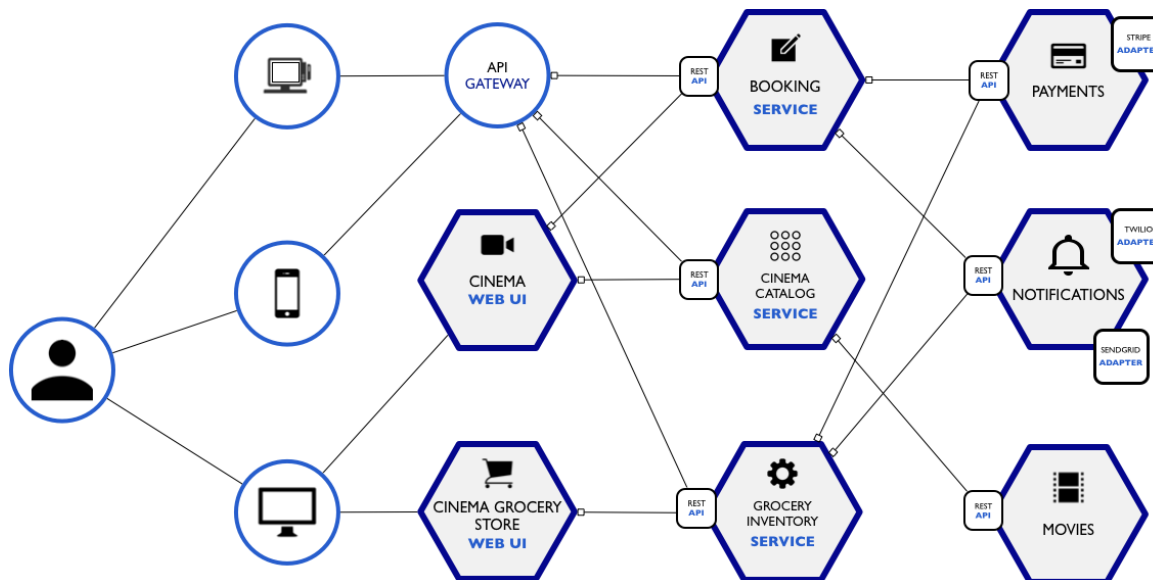 API
GATEWAY
REST
API
BOOKING
SERVICE
REST
API
PAYMENTS
STRIPE
ADAPTER
CINEMA
WEB UI
REST
API
CINEMA
CATALOG
SERVICE
REST
API
NOTIFICATIONS
TWILIO
ADAPTER
SENDGRID
ADAPTER
CINEMA GROCERY
STORE
WEB UI
REST
API
GROCERY
INVENTORY
SERVICE
REST
API
MOVIES